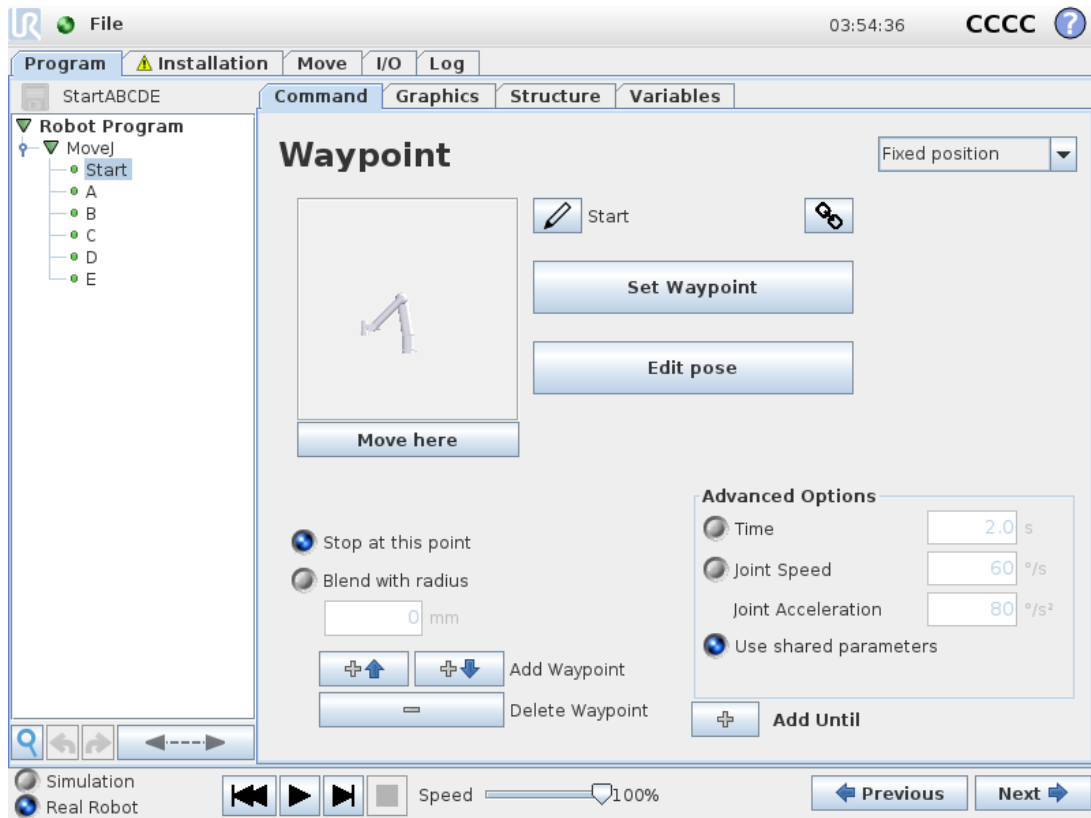 UR File 03:54:36 CCCC ?
Program Installation Move I/O Log
StartABCDE Command Graphics Structure Variables
Robot Program
MoveJ
Start
A
B
C
D
E
Waypoint Fixed position
Start
Set Waypoint
Edit pose
Move here
Stop at this point
Blend with radius
0 mm
Add Waypoint
Delete Waypoint
Advanced Options
Time 2.0 s
Joint Speed 60 °/s
Joint Acceleration 80 °/s²
Use shared parameters
Add Until
Simulation
Real Robot
Speed 100%
Previous Next